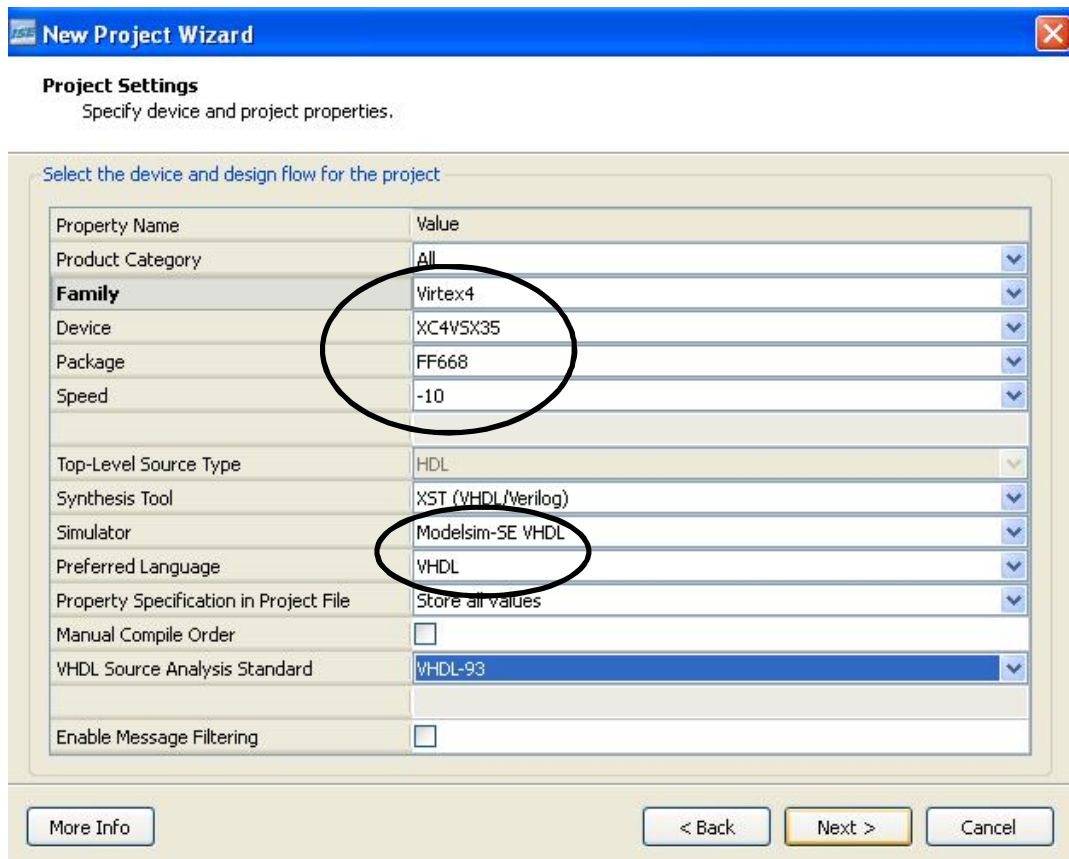 ISE New Project Wizard
Project Settings
Specify device and project properties.
Select the device and design flow for the project
Property Name Value
Product Category All
Family Virtex4
Device XC4VSX35
Package FF668
Speed -10
Top-Level Source Type HDL
Synthesis Tool XST (VHDL/Verilog)
Simulator Modelsim-SE VHDL
Preferred Language VHDL
Property Specification in Project File Store all values
Manual Compile Order
VHDL Source Analysis Standard VHDL-93
Enable Message Filtering
More Info < Back Next > Cancel